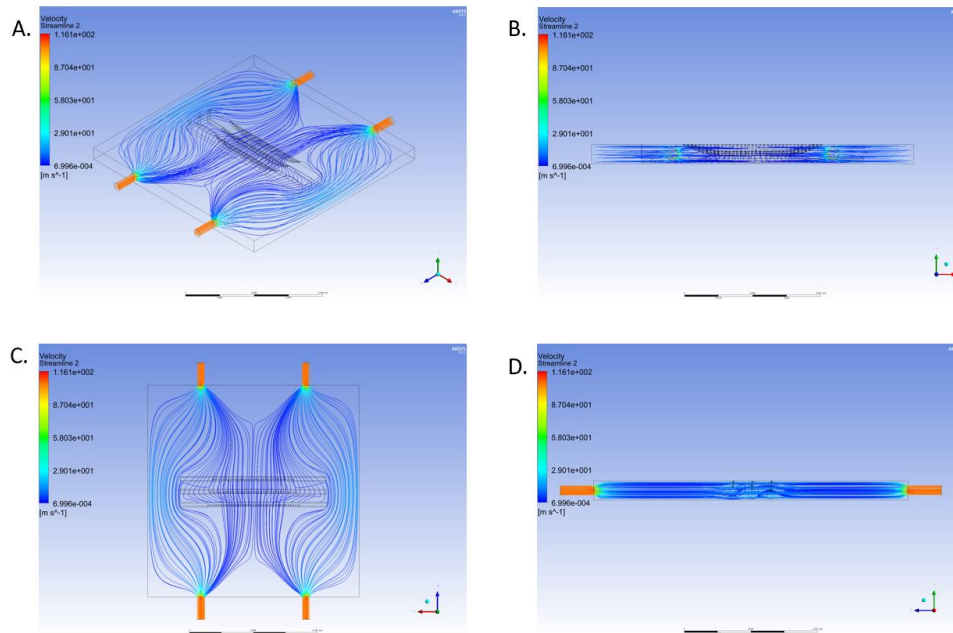 A.
Velocity
Streamline 2
1.161e+002
8.704e+001
5.803e+001
2.901e+001
6.996e-004
[m s^-1]
ANSYS
B.
Velocity
Streamline 2
1.161e+002
8.704e+001
5.803e+001
2.901e+001
6.996e-004
[m s^-1]
C.
Velocity
Streamline 2
1.161e+002
8.704e+001
5.803e+001
2.901e+001
6.996e-004
[m s^-1]
ANSYS
D.
Velocity
Streamline 2
1.161e+002
8.704e+001
5.803e+001
2.901e+001
6.996e-004
[m s^-1]